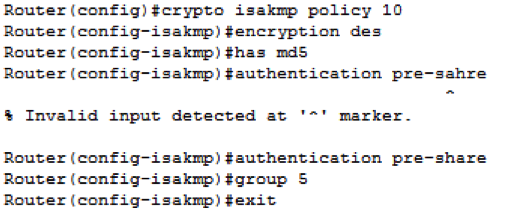 Router(config)#crypto isakmp policy 10
Router(config-isakmp)#encryption des
Router(config-isakmp)#has md5
Router(config-isakmp)#authentication pre-sahre
^
% Invalid input detected at '^' marker.
Router(config-isakmp)#authentication pre-share
Router(config-isakmp)#group 5
Router(config-isakmp)#exit